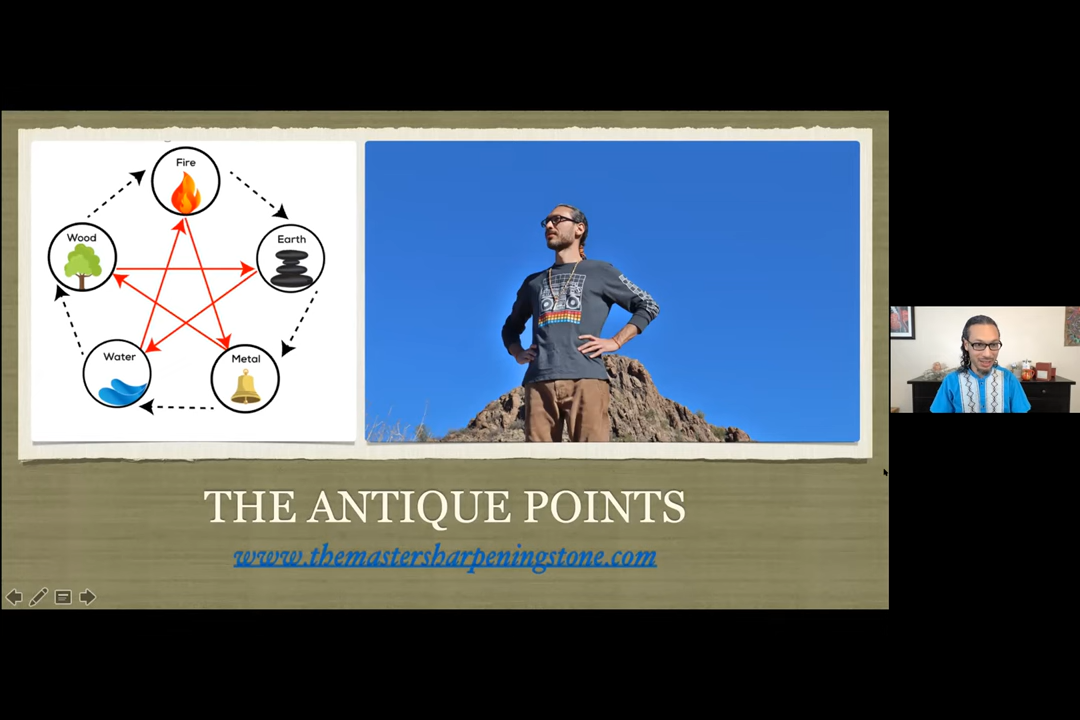 Fire
Wood
Earth
Water
Metal
THE ANTIQUE POINTS
www.themastersharpeningstone.com